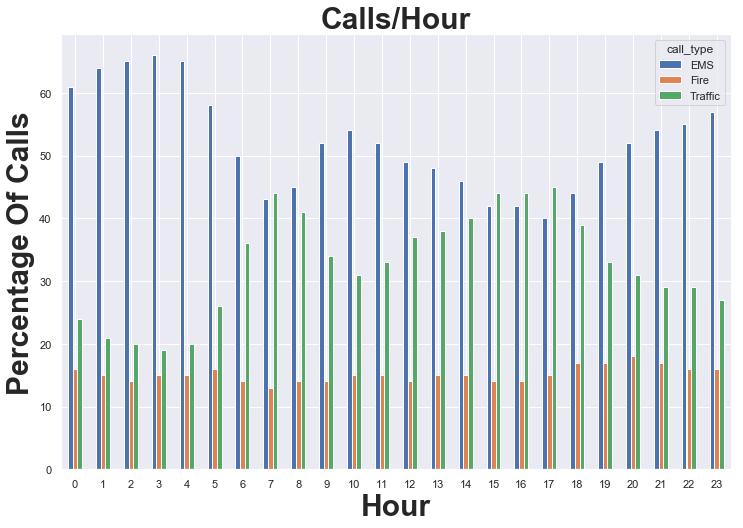 Calls/Hour
call_type
EMS
Fire
Traffic
Percentage Of Calls
60
50
40
30
20
10
0
0 1 2 3 4 5 6 7 8 9 10 11 12 13 14 15 16 17 18 19 20 21 22 23
Hour